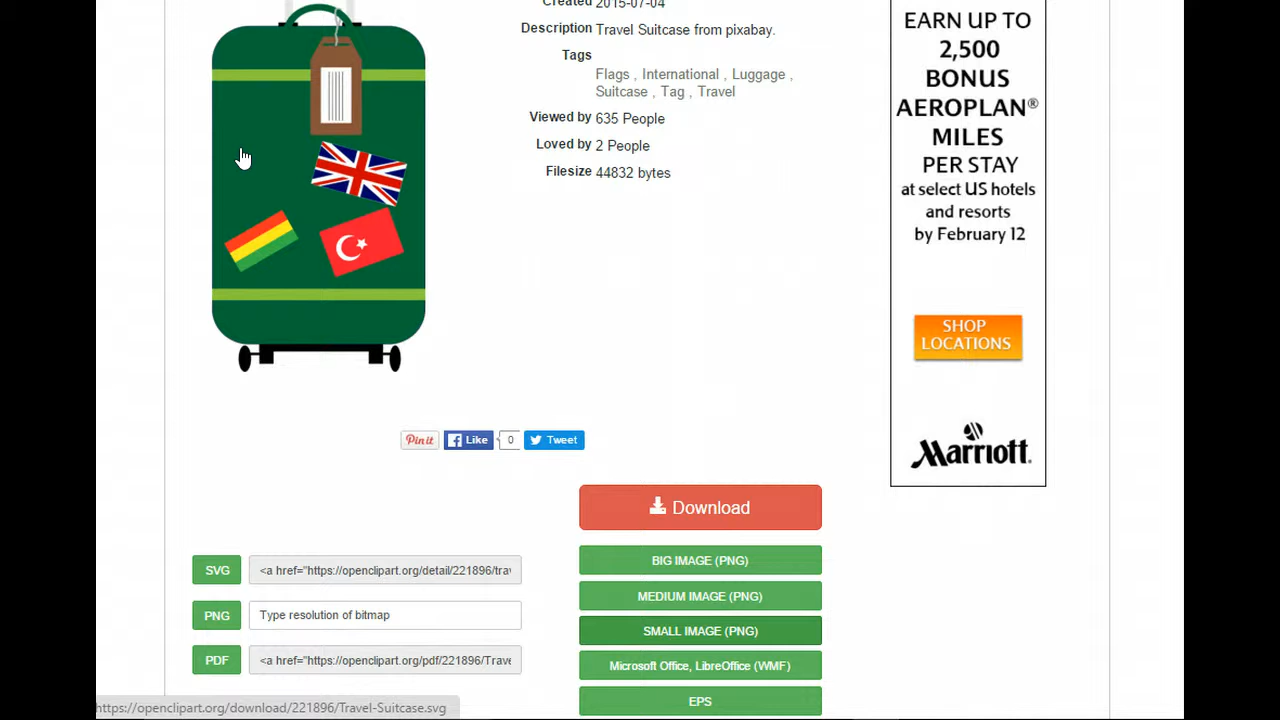 Created 2015-07-04
Description Travel Suitcase from pixabay.
Tags
Flags , International , Luggage ,
Suitcase , Tag , Travel
Viewed by 635 People
Loved by 2 People
Filesize 44832 bytes
EARN UP TO
2,500
BONUS
AEROPLAN®
MILES
PER STAY
at select US hotels
and resorts
by February 12
SHOP
LOCATIONS
Marriott.
Pin it
Like
0
Tweet
Download
SVG <a href="https://openclipart.org/detail/221896/trav
PNG Type resolution of bitmap
PDF <a href="https://openclipart.org/pdf/221896/Trave
BIG IMAGE (PNG)
MEDIUM IMAGE (PNG)
SMALL IMAGE (PNG)
Microsoft Office, LibreOffice (WMF)
EPS
https://openclipart.org/download/221896/Travel-Suitcase.svg